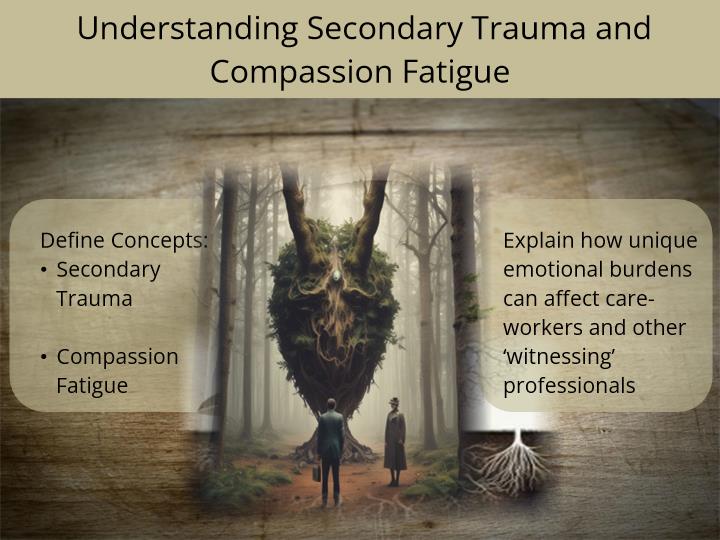 Understanding Secondary Trauma and
Compassion Fatigue
Define Concepts:
• Secondary
Trauma
• Compassion
Fatigue
Explain how unique
emotional burdens
can affect care-
workers and other
‘witnessing’
professionals